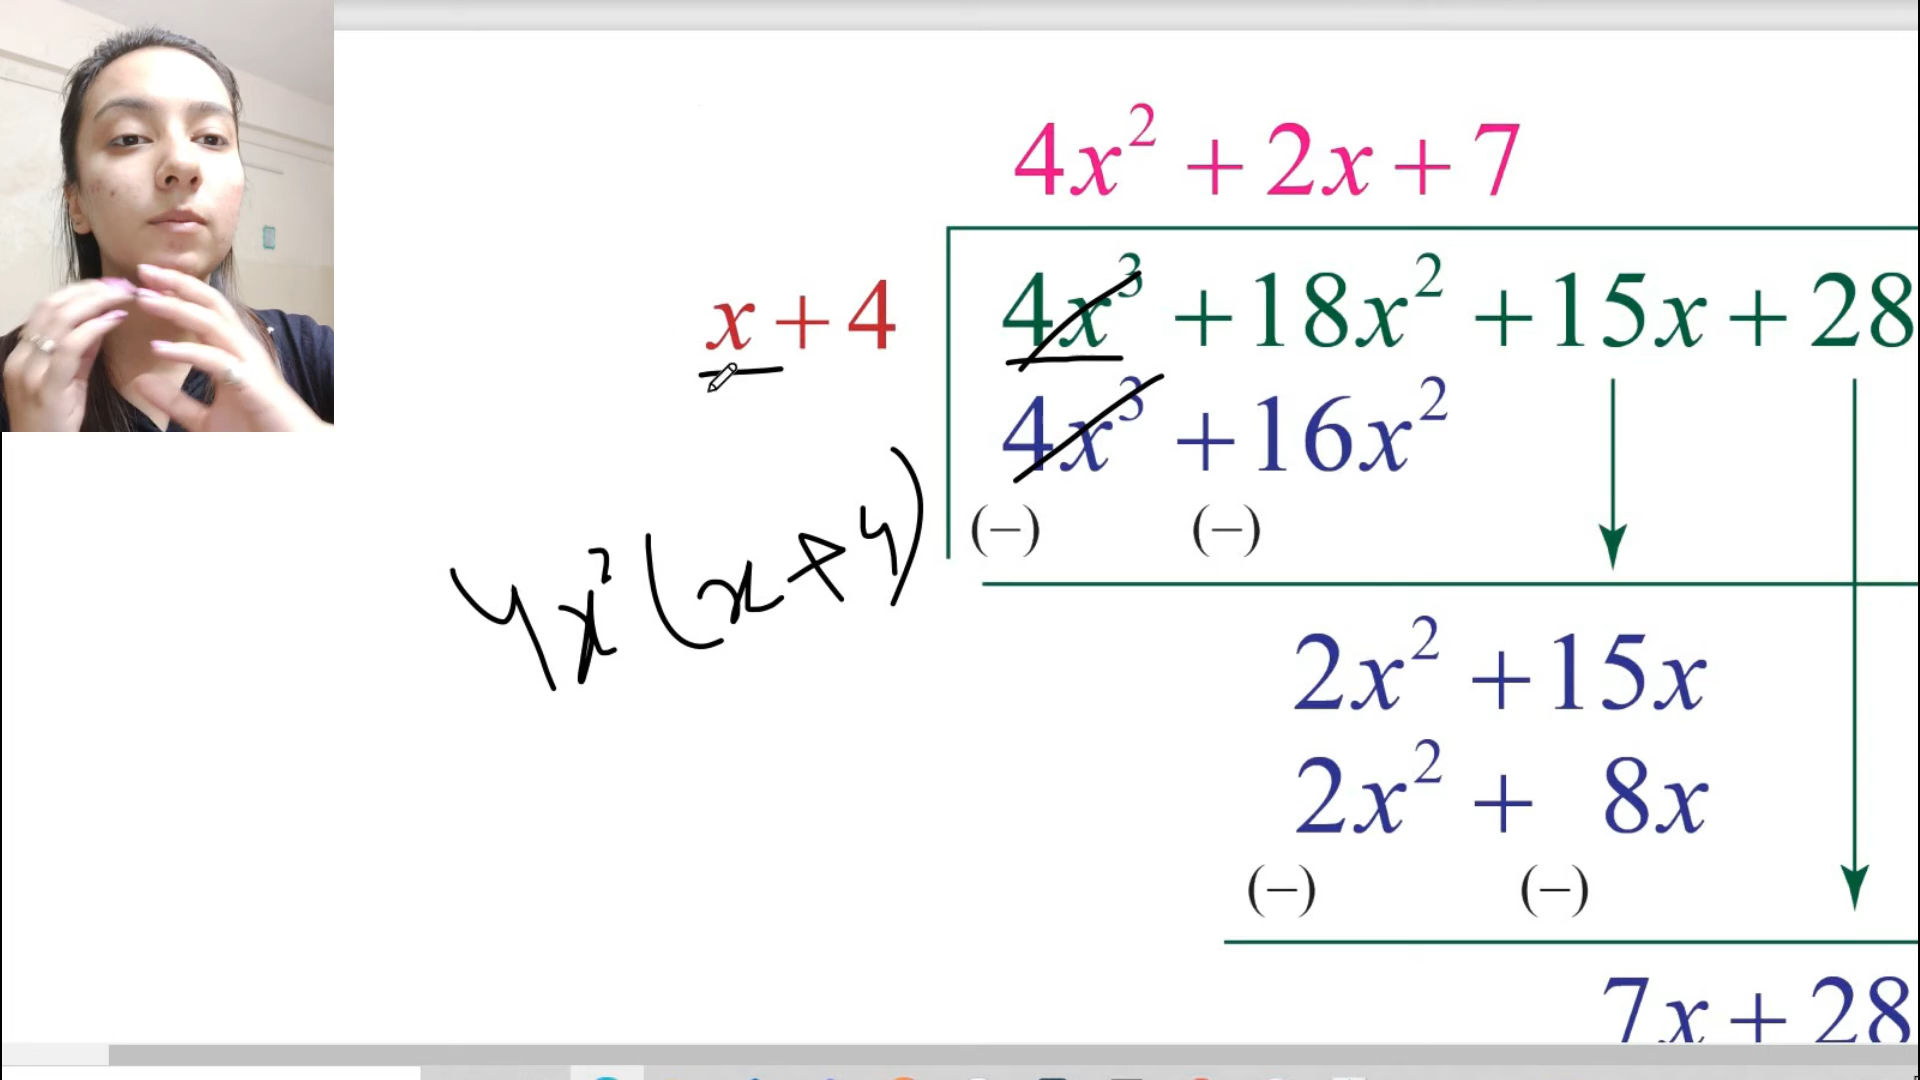 4x² + 2x + 7
x + 4
4x³ + 18x² + 15x + 28
4x³ + 16x²
(−) (−)
4x²(x+4)
2x² + 15x
2x² + 8x
(−) (−)
7x + 28